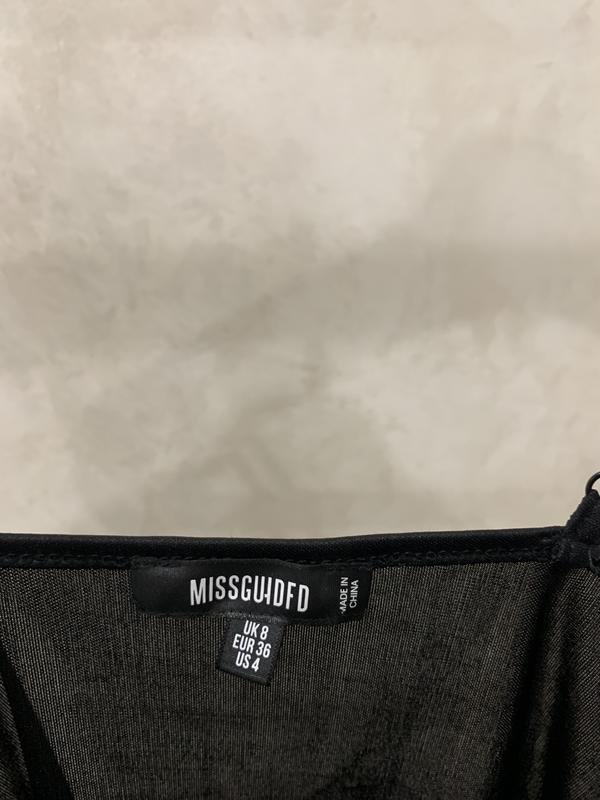 MISSGUIDED
MADE IN
CHINA
UK 8
EUR 36
US 4